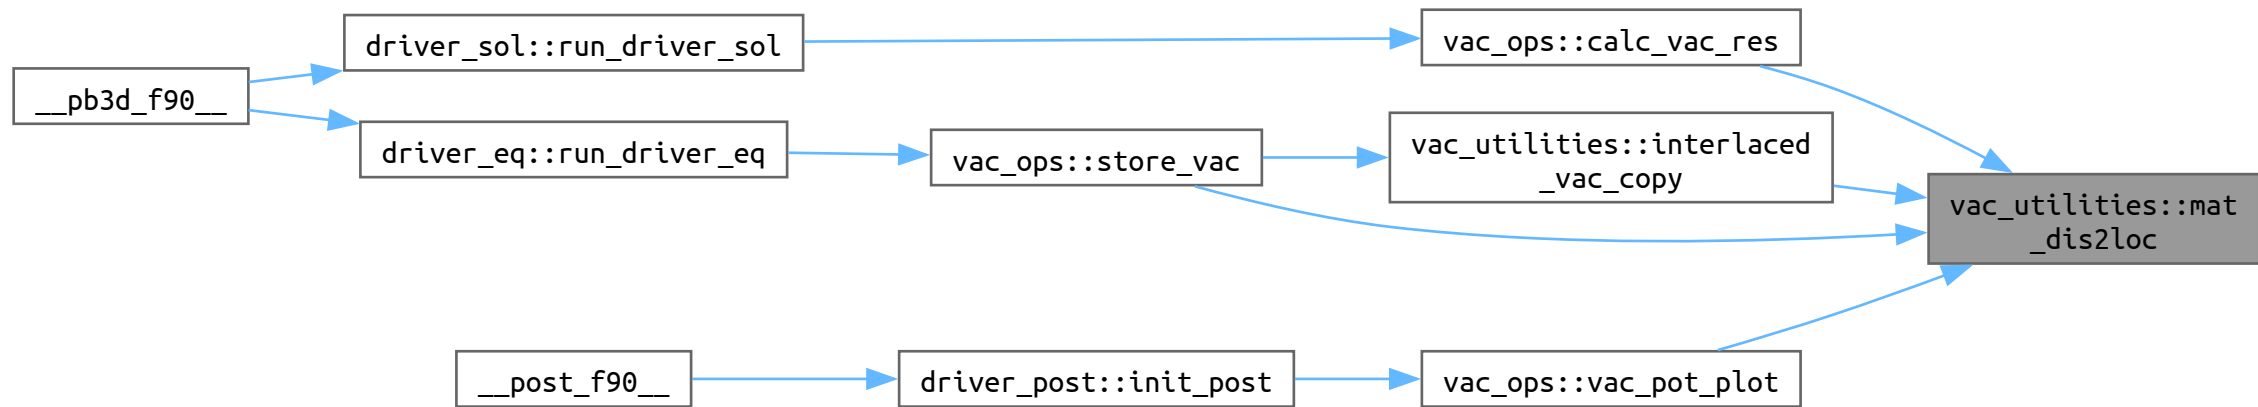 driver_sol::run_driver_sol
vac_ops::calc_vac_res
__pb3d_f90__
driver_eq::run_driver_eq
vac_ops::store_vac
vac_utilities::interlaced
_vac_copy
vac_utilities::mat
_dis2loc
__post_f90__
driver_post::init_post
vac_ops::vac_pot_plot